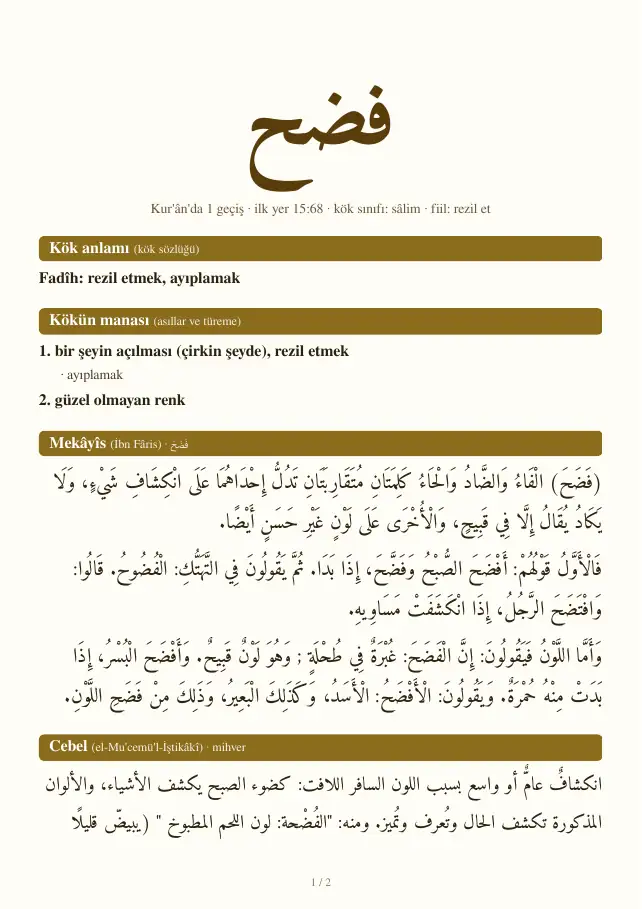 فضح
Kur'ân'da 1 geçiş · ilk yer 15:68 · kök sınıfı: sâlim · fiil: rezil et
Kök anlamı (kök sözlüğü)
Fadîh: rezil etmek, ayıplamak
Kökün manası (asıllar ve türeme)
1. bir şeyin açılması (çirkin şeyde), rezil etmek
· ayıplamak
2. güzel olmayan renk
Mekâyîs (İbn Fâris) · فَضَحَ
(فَضَحَ) الْفَاءُ وَالضَّادُ وَالْحَاءُ كَلِمَتَانِ مُتَقَارِبَتَانِ تَدُلُّ إِحْدَاهُمَا عَلَى انْكِشَافِ شَيْءٍ، وَلَا
يَكَادُ يُقَالُ إِلَّا فِي قَبِيحٍ، وَالْأُخْرَى عَلَى لَوْنٍ غَيْرِ حَسَنٍ أَيْضًا.
فَالْأَوَّلُ قَوْلُهُمْ: أَفْضَحَ الصُّبْحُ وَفَضَّحَ، إِذَا بَدَا. ثُمَّ يَقُولُونَ فِي التَّهَتُّكِ: الْفُضُوحُ. قَالُوا:
وَافْتَضَحَ الرَّجُلُ، إِذَا انْكَشَفَتْ مَسَاوِيهِ.
وَأَمَّا اللَّوْنُ فَيَقُولُونَ: إِنَّ الْفَضَحَ: غُبْرَةٌ فِي طُحْلَةٍ ; وَهُوَ لَوْنٌ قَبِيحٌ. وَأَفْضَحَ الْبُسْرُ، إِذَا
بَدَتْ مِنْهُ حُمْرَةٌ. وَيَقُولُونَ: الْأَفْضَحُ: الْأَسَدُ، وَكَذَلِكَ الْبَعِيرُ، وَذَلِكَ مِنْ فَضَحِ اللَّوْنِ.
Cebel (el-Mu'cemü'l-İştikâkî) · mihver
انكشافٌ عامٌّ أو واسع بسبب اللون السافر اللافت: كضوء الصبح يكشف الأشياء، والألوان
المذكورة تكشف الحال وتُعرف وتُميز. ومنه: "الفُضْحة: لون اللحم المطبوخ " (يبيضّ قليلًا
1 / 2